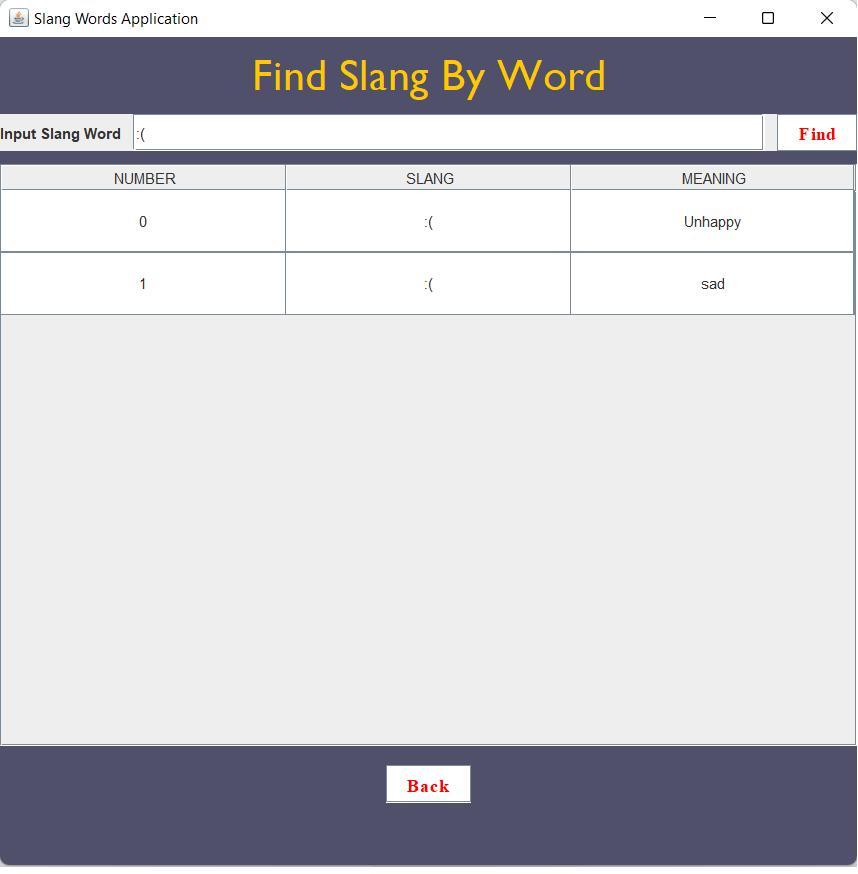 Slang Words Application
Find Slang By Word
Input Slang Word :( Find
NUMBER SLANG MEANING
0 :( Unhappy
1 :( sad
Back